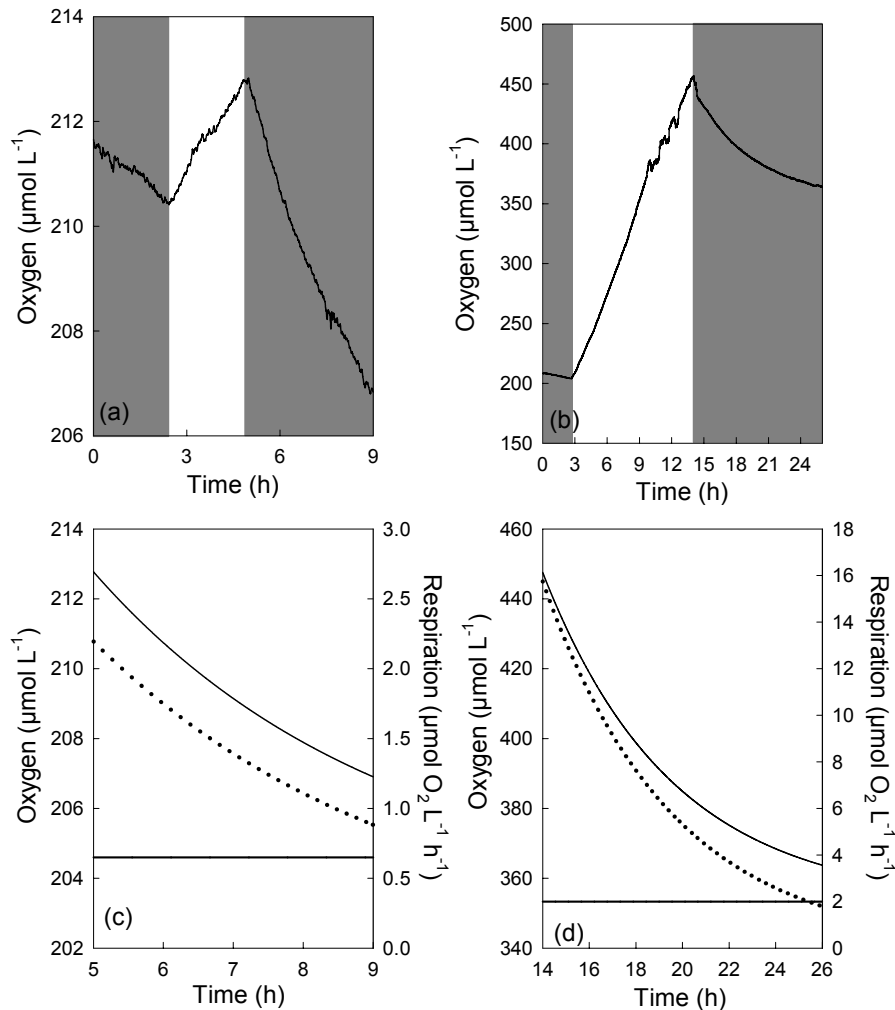 214
212
210
208
206
Oxygen (µmol L⁻¹)
(a)
0 3 6 9
Time (h)
500
450
400
350
300
250
200
150
Oxygen (µmol L⁻¹)
(b)
0 3 6 9 12 15 18 21 24
Time (h)
214
212
210
208
206
204
202
Oxygen (µmol L⁻¹)
3.0
2.5
2.0
1.5
1.0
0.5
0.0
Respiration (µmol O₂ L⁻¹ h⁻¹)
(c)
5 6 7 8 9
Time (h)
460
440
420
400
380
360
340
Oxygen (µmol L⁻¹)
18
16
14
12
10
8
6
4
2
0
Respiration (µmol O₂ L⁻¹ h⁻¹)
(d)
14 16 18 20 22 24 26
Time (h)